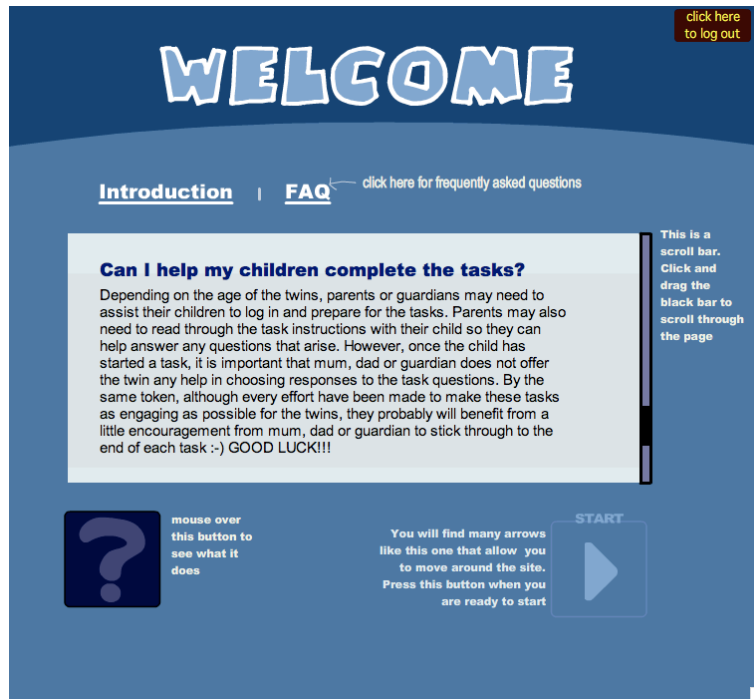 click here
to log out
WELCOME
Introduction | FAQ click here for frequently asked questions
Can I help my children complete the tasks?
Depending on the age of the twins, parents or guardians may need to
assist their children to log in and prepare for the tasks. Parents may also
need to read through the task instructions with their child so they can
help answer any questions that arise. However, once the child has
started a task, it is important that mum, dad or guardian does not offer
the twin any help in choosing responses to the task questions. By the
same token, although every effort have been made to make these tasks
as engaging as possible for the twins, they probably will benefit from a
little encouragement from mum, dad or guardian to stick through to the
end of each task :-) GOOD LUCK!!!
This is a
scroll bar.
Click and
drag the
black bar to
scroll through
the page
?
mouse over
this button to
see what it
does
You will find many arrows
like this one that allow you
to move around the site.
Press this button when you
are ready to start
START